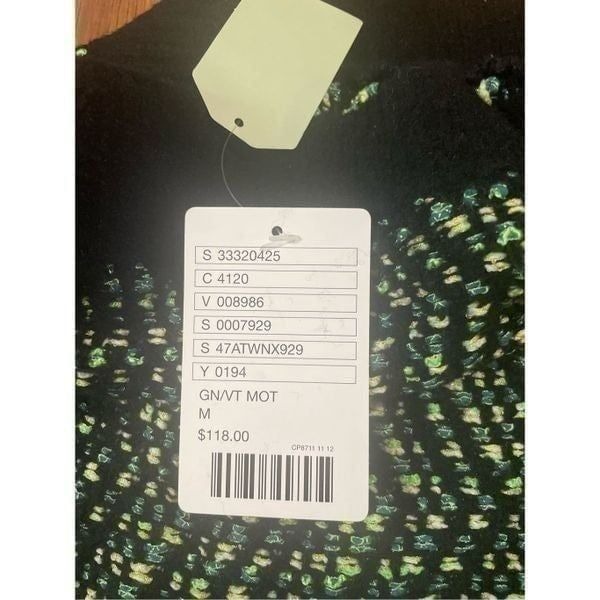 S 33320425
C 4120
V 008986
S 0007929
S 47ATWNX929
Y 0194
GN/VT MOT
M
$118.00
CP8711 11 12